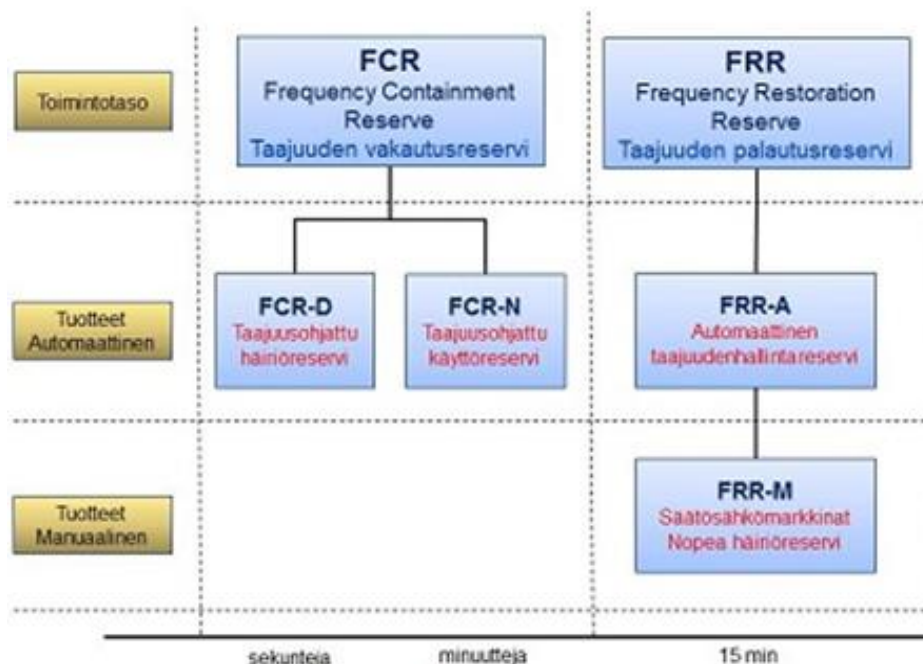 Toimintotaso
FCR
Frequency Containment
Reserve
Taajuuden vakautusreservi
FRR
Frequency Restoration
Reserve
Taajuuden palautusreservi
Tuotteet
Automaattinen
FCR-D
Taajuusohjattu
häiriöreservi
FCR-N
Taajuusohjattu
käyttöreservi
FRR-A
Automaattinen
taajuudenhallintareservi
Tuotteet
Manuaalinen
FRR-M
Säätösähkömarkkinat
Nopea häiriöreservi
sekunteja
minuutteja
15 min